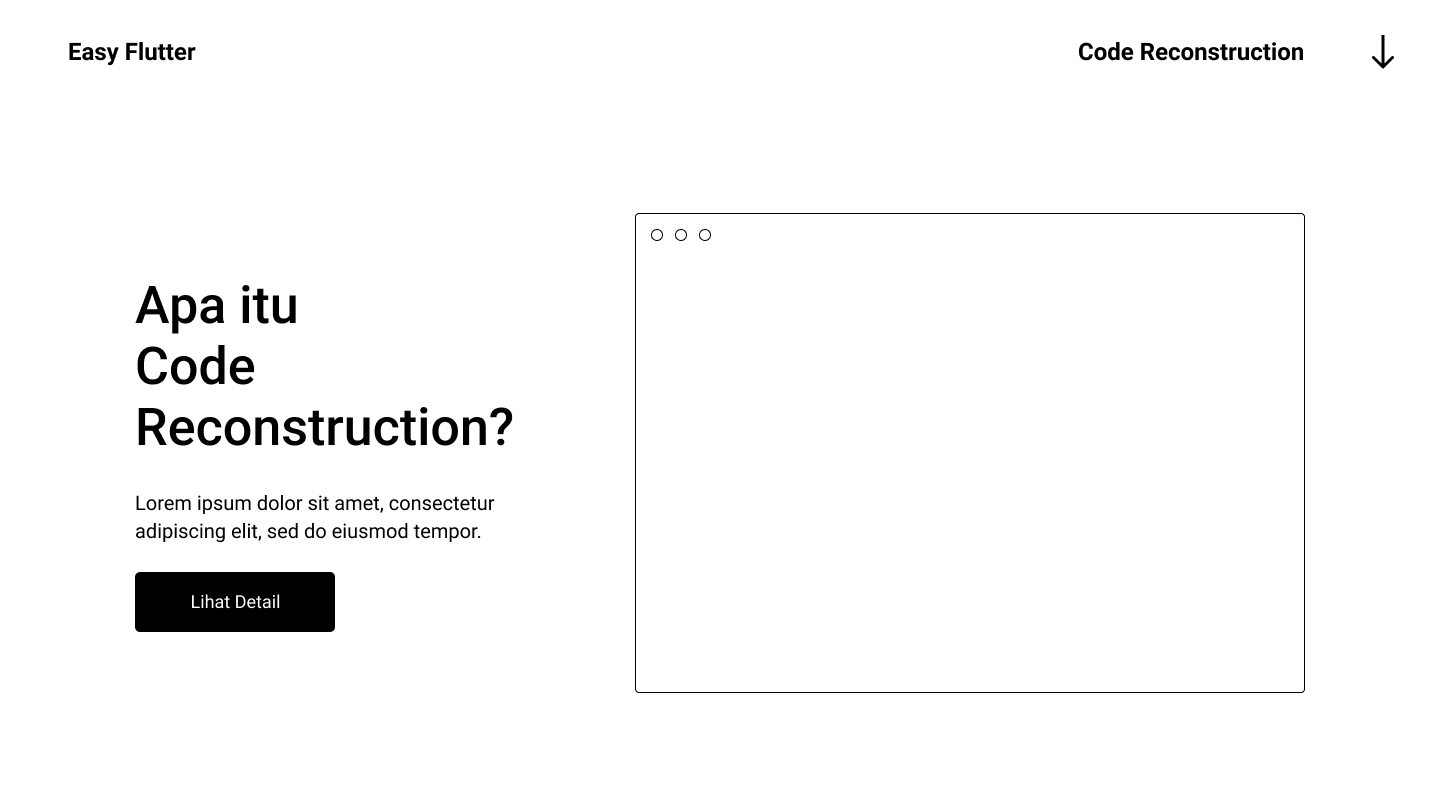 Easy Flutter
Code Reconstruction
Apa itu
Code
Reconstruction?
Lorem ipsum dolor sit amet, consectetur
adipiscing elit, sed do eiusmod tempor.
Lihat Detail